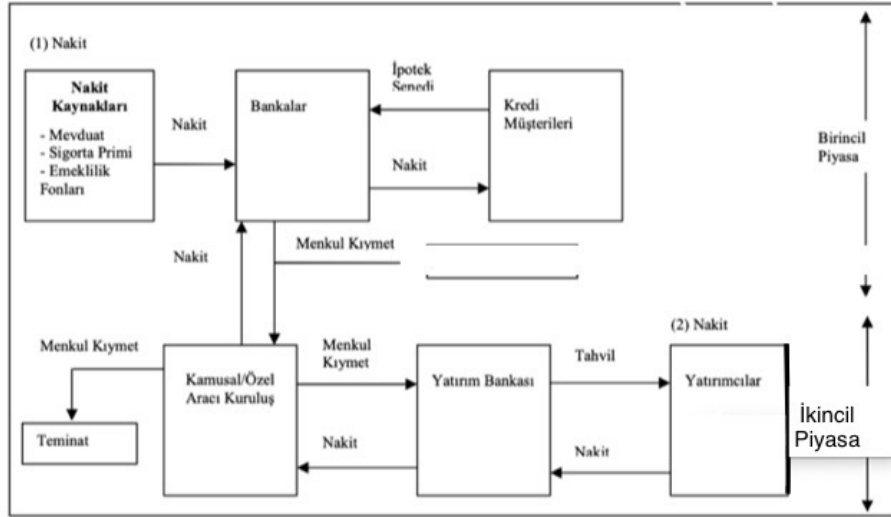 (1) Nakit
Nakit
Kaynakları
- Mevduat
- Sigorta Primi
- Emeklilik
Fonları
Nakit
Bankalar
İpotek
Senedi
Nakit
Kredi
Müşterileri
Birincil
Piyasa
Nakit
Menkul Kıymet
Menkul Kıymet
Teminat
Kamusal/Özel
Aracı Kuruluş
Menkul
Kıymet
Nakit
Yatırım Bankası
Tahvil
Nakit
(2) Nakit
Yatırımcılar
İkincil
Piyasa